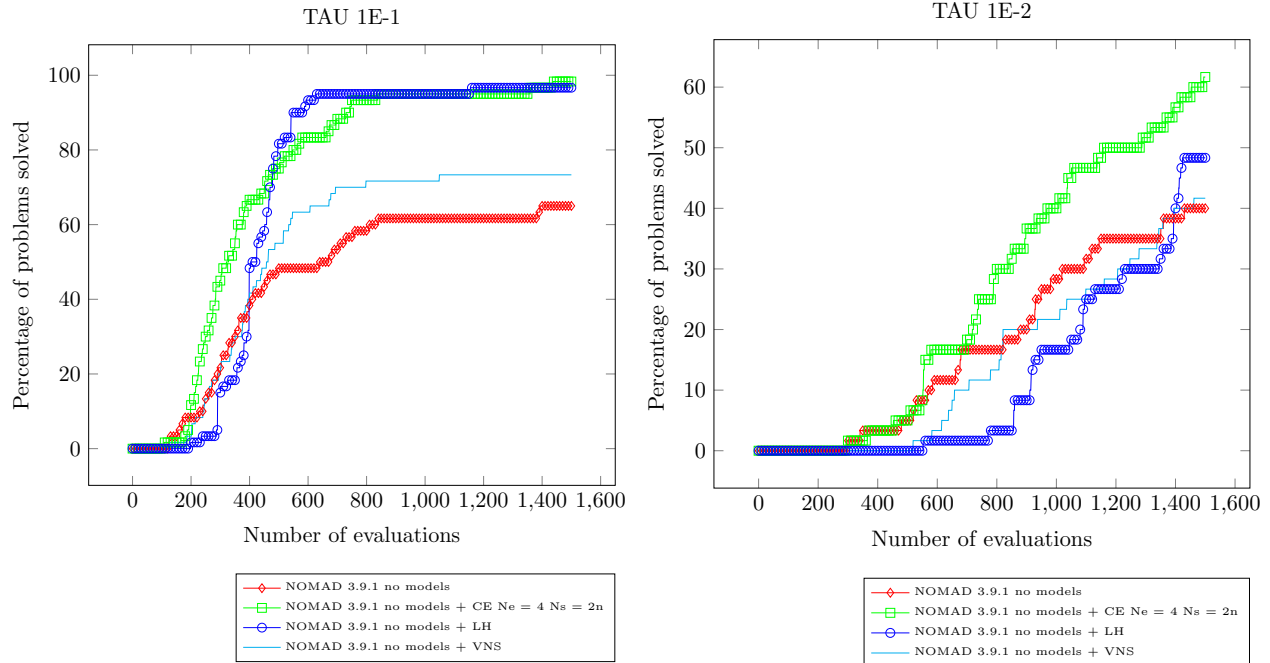 TAU 1E-1
100
80
60
40
20
0
Percentage of problems solved
0 200 400 600 800 1,000 1,200 1,400 1,600
Number of evaluations
NOMAD 3.9.1 no models
NOMAD 3.9.1 no models + CE Ne = 4 Ns = 2n
NOMAD 3.9.1 no models + LH
NOMAD 3.9.1 no models + VNS
TAU 1E-2
60
50
40
30
20
10
0
Percentage of problems solved
0 200 400 600 800 1,000 1,200 1,400 1,600
Number of evaluations
NOMAD 3.9.1 no models
NOMAD 3.9.1 no models + CE Ne = 4 Ns = 2n
NOMAD 3.9.1 no models + LH
NOMAD 3.9.1 no models + VNS